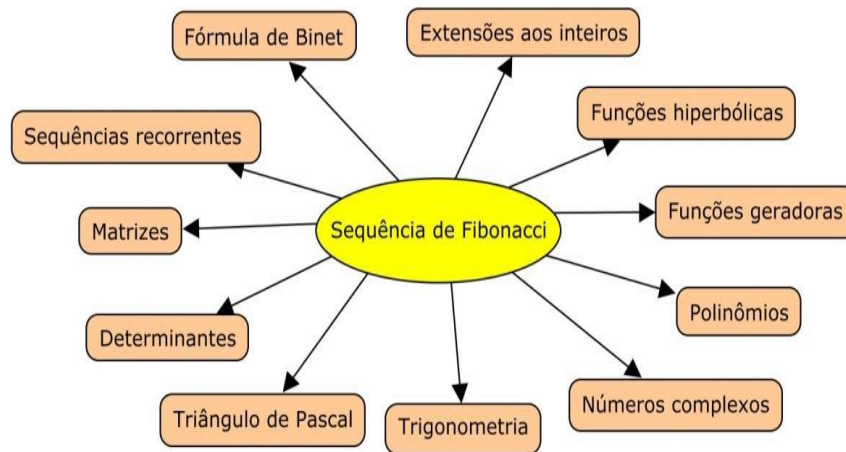 Fórmula de Binet
Extensões aos inteiros
Funções hiperbólicas
Sequências recorrentes
Funções geradoras
Matrizes
Sequência de Fibonacci
Polinômios
Determinantes
Números complexos
Triângulo de Pascal
Trigonometria